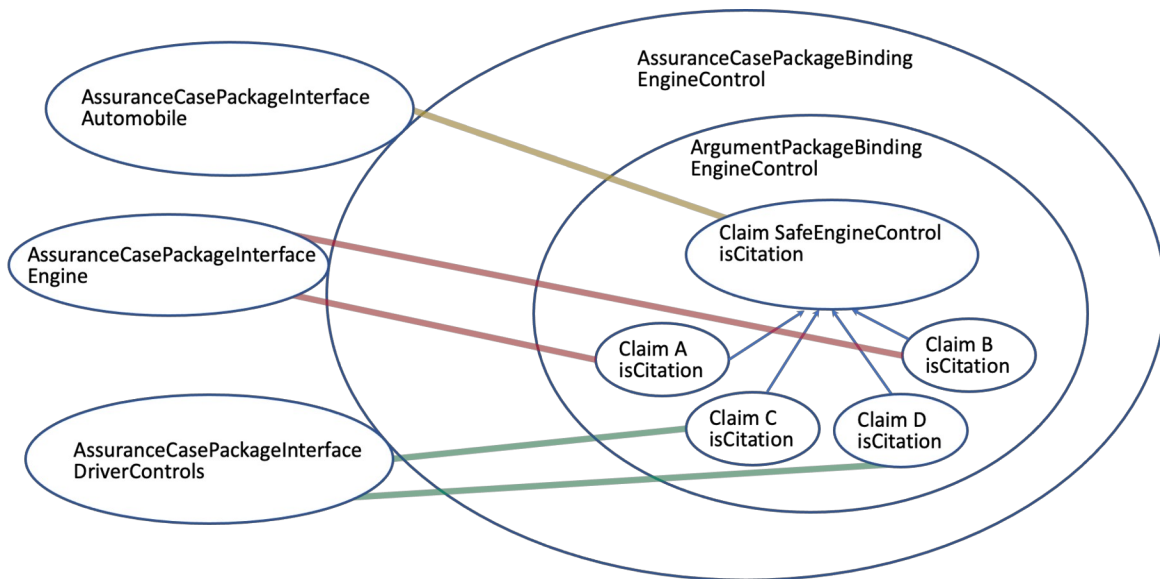 AssuranceCasePackageBinding
EngineControl
AssuranceCasePackageInterface
Automobile
ArgumentPackageBinding
EngineControl
Claim SafeEngineControl
isCitation
AssuranceCasePackageInterface
Engine
Claim A
isCitation
Claim B
isCitation
Claim C
isCitation
Claim D
isCitation
AssuranceCasePackageInterface
DriverControls